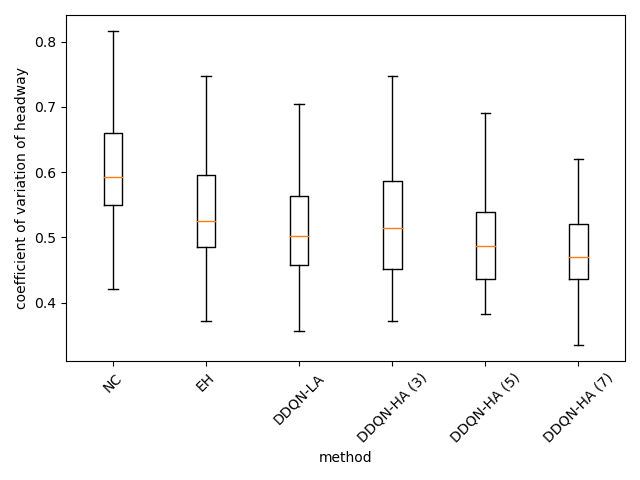 coefficient of variation of headway
0.8
0.7
0.6
0.5
0.4
NC
EH
DDQN-LA
DDQN-HA (3)
DDQN-HA (5)
DDQN-HA (7)
method